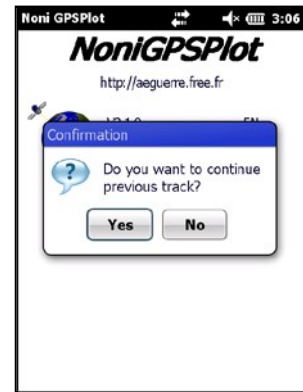 Noni GPSPlot 3:06
NoniGPSPlot
http://aeguerre.free.fr
Confirmation
Do you want to continue
previous track?
Yes No